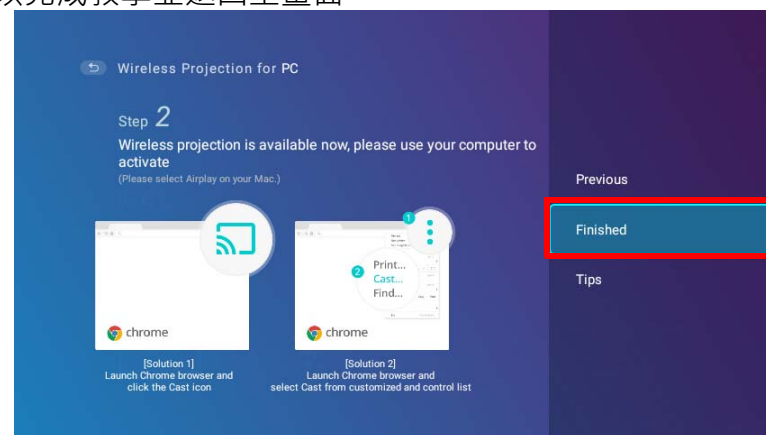 Wireless Projection for PC
Step 2
Wireless projection is available now, please use your computer to
activate
(Please select Airplay on your Mac.)
Previous
Finished
Tips
1
2
Print...
Cast...
Find...
chrome
chrome
[Solution 1]
Launch Chrome browser and
click the Cast icon
[Solution 2]
Launch Chrome browser and
select Cast from customized and control list